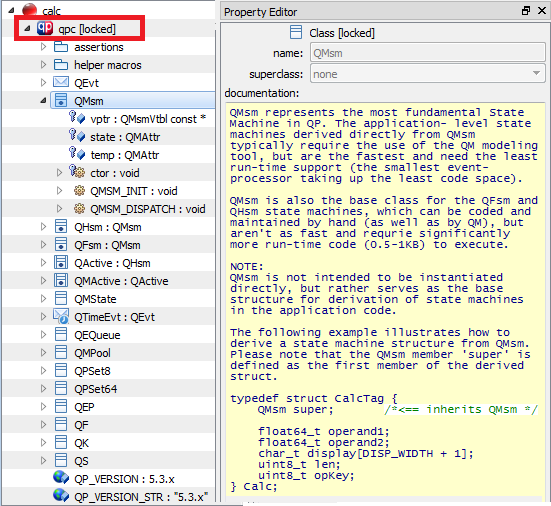 calc
qpc [locked]
assertions
helper macros
QEvt
QMsm
vptr : QMsmVtbl const *
state : QMAttr
temp : QMAttr
ctor : void
QMSM_INIT : void
QMSM_DISPATCH : void
QHsm : QMsm
QFsm : QMsm
QActive : QHsm
QMActive : QActive
QMState
QTimeEvt : QEvt
QEQueue
QMPool
QPSet8
QPSet64
QEP
QF
QK
QS
QP_VERSION : 5.3.x
QP_VERSION_STR : "5.3.x"
Property Editor
Class [locked]
name: QMsm
superclass: none
documentation:
QMsm represents the most fundamental State
Machine in QP. The application- level state
machines derived directly from QMsm
typically require the use of the QM modeling
tool, but are the fastest and need the least
run-time support (the smallest event-
processor taking up the least code space).
QMsm is also the base class for the QFsm and
QHsm state machines, which can be coded and
maintained by hand (as well as by QM), but
aren't as fast and requrie significantly
more run-time code (0.5-1KB) to execute.
NOTE:
QMsm is not intended to be instantiated
directly, but rather serves as the base
structure for derivation of state machines
in the application code.
The following example illustrates how to
derive a state machine structure from QMsm.
Please note that the QMsm member 'super' is
defined as the first member of the derived
struct.
typedef struct CalcTag {
QMsm super; /*<== inherits QMsm */
float64_t operand1;
float64_t operand2;
char_t display[DISP_WIDTH + 1];
uint8_t len;
uint8_t opKey;
} Calc;